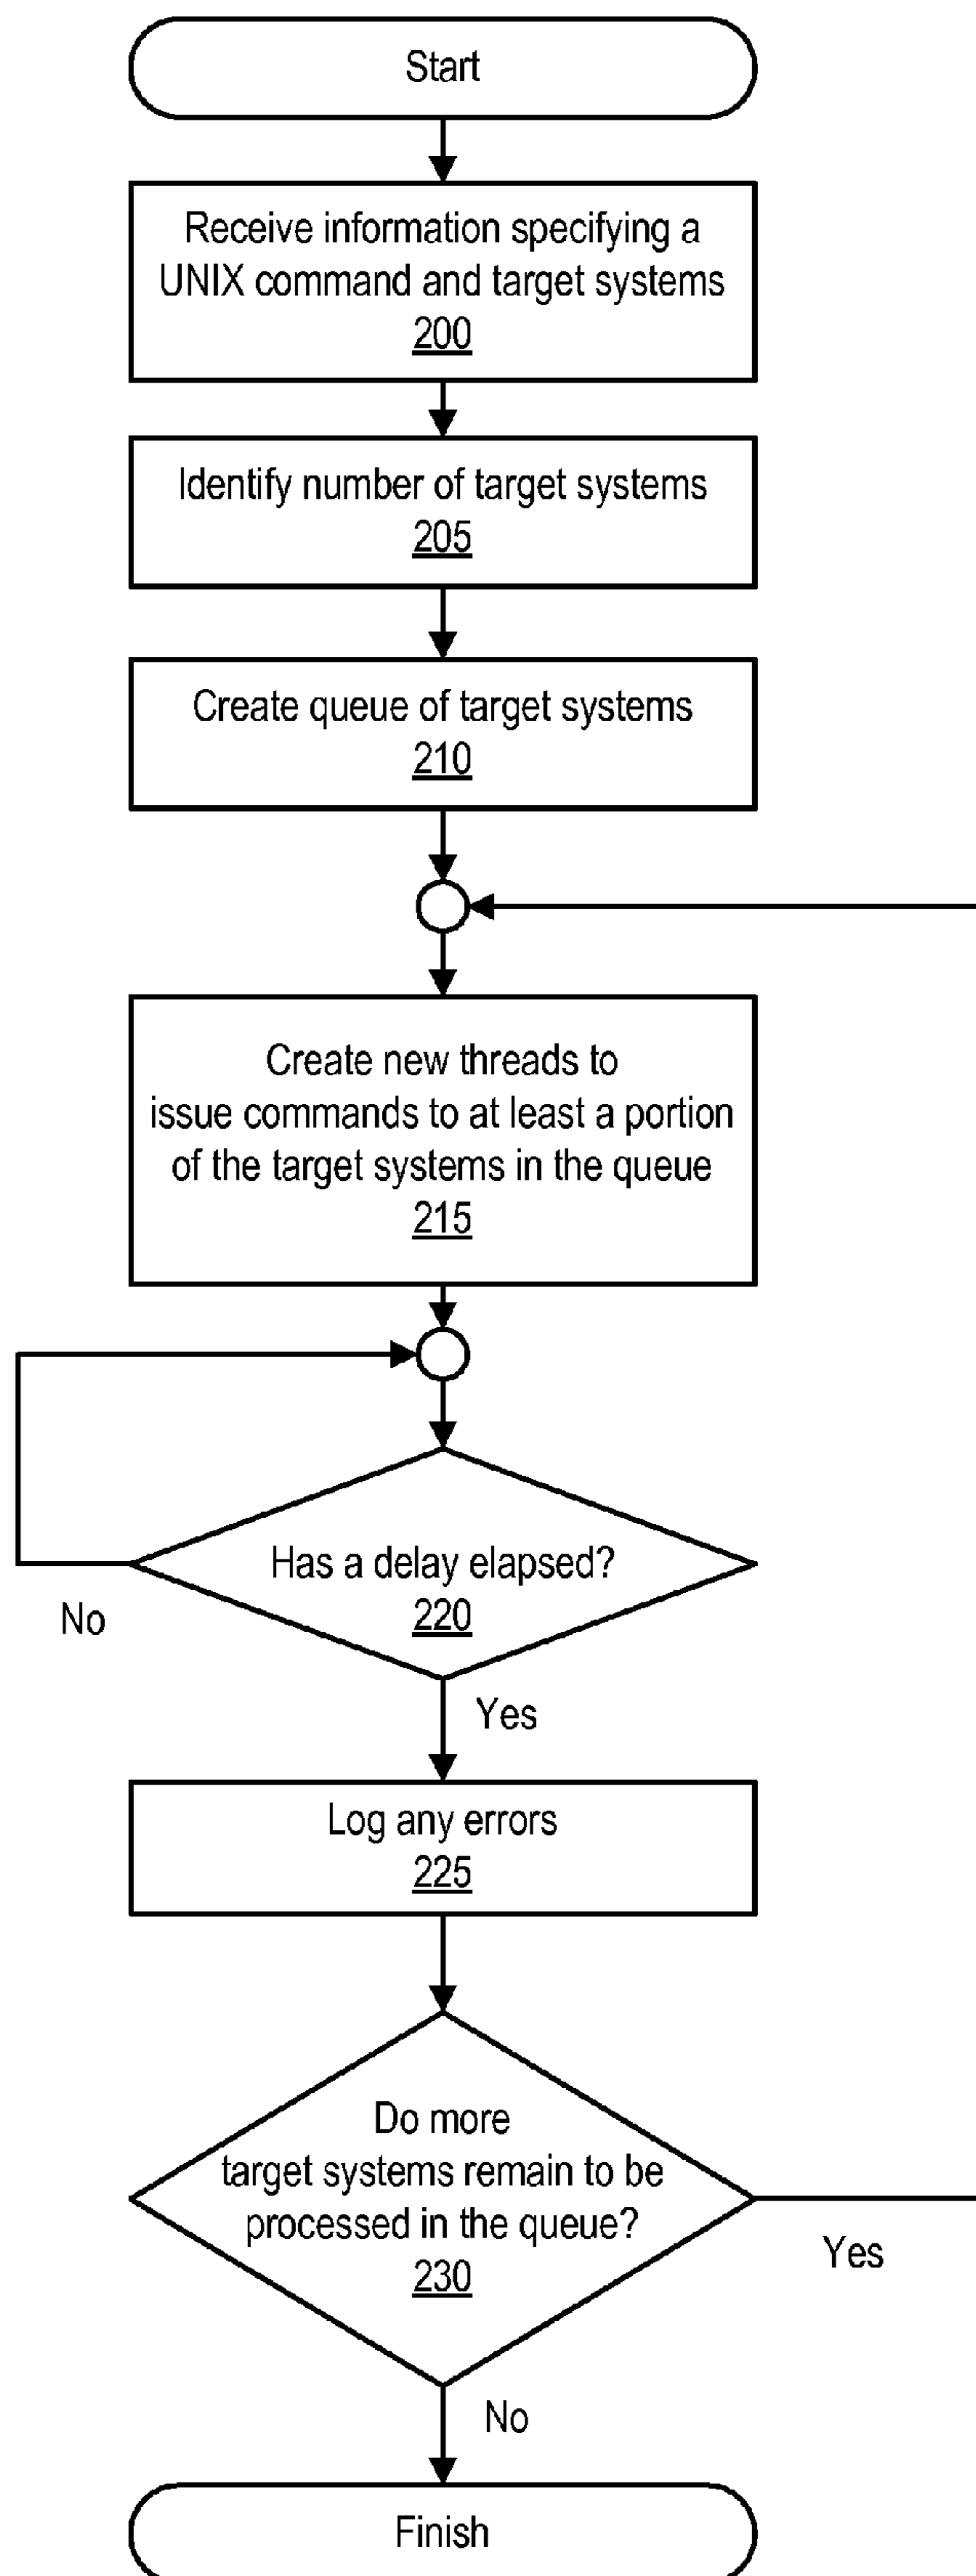 Start
Receive information specifying a
UNIX command and target systems
200
Identify number of target systems
205
Create queue of target systems
210
Create new threads to
issue commands to at least a portion
of the target systems in the queue
215
Has a delay elapsed?
220
No
Yes
Log any errors
225
Do more
target systems remain to be
processed in the queue?
230
Yes
No
Finish